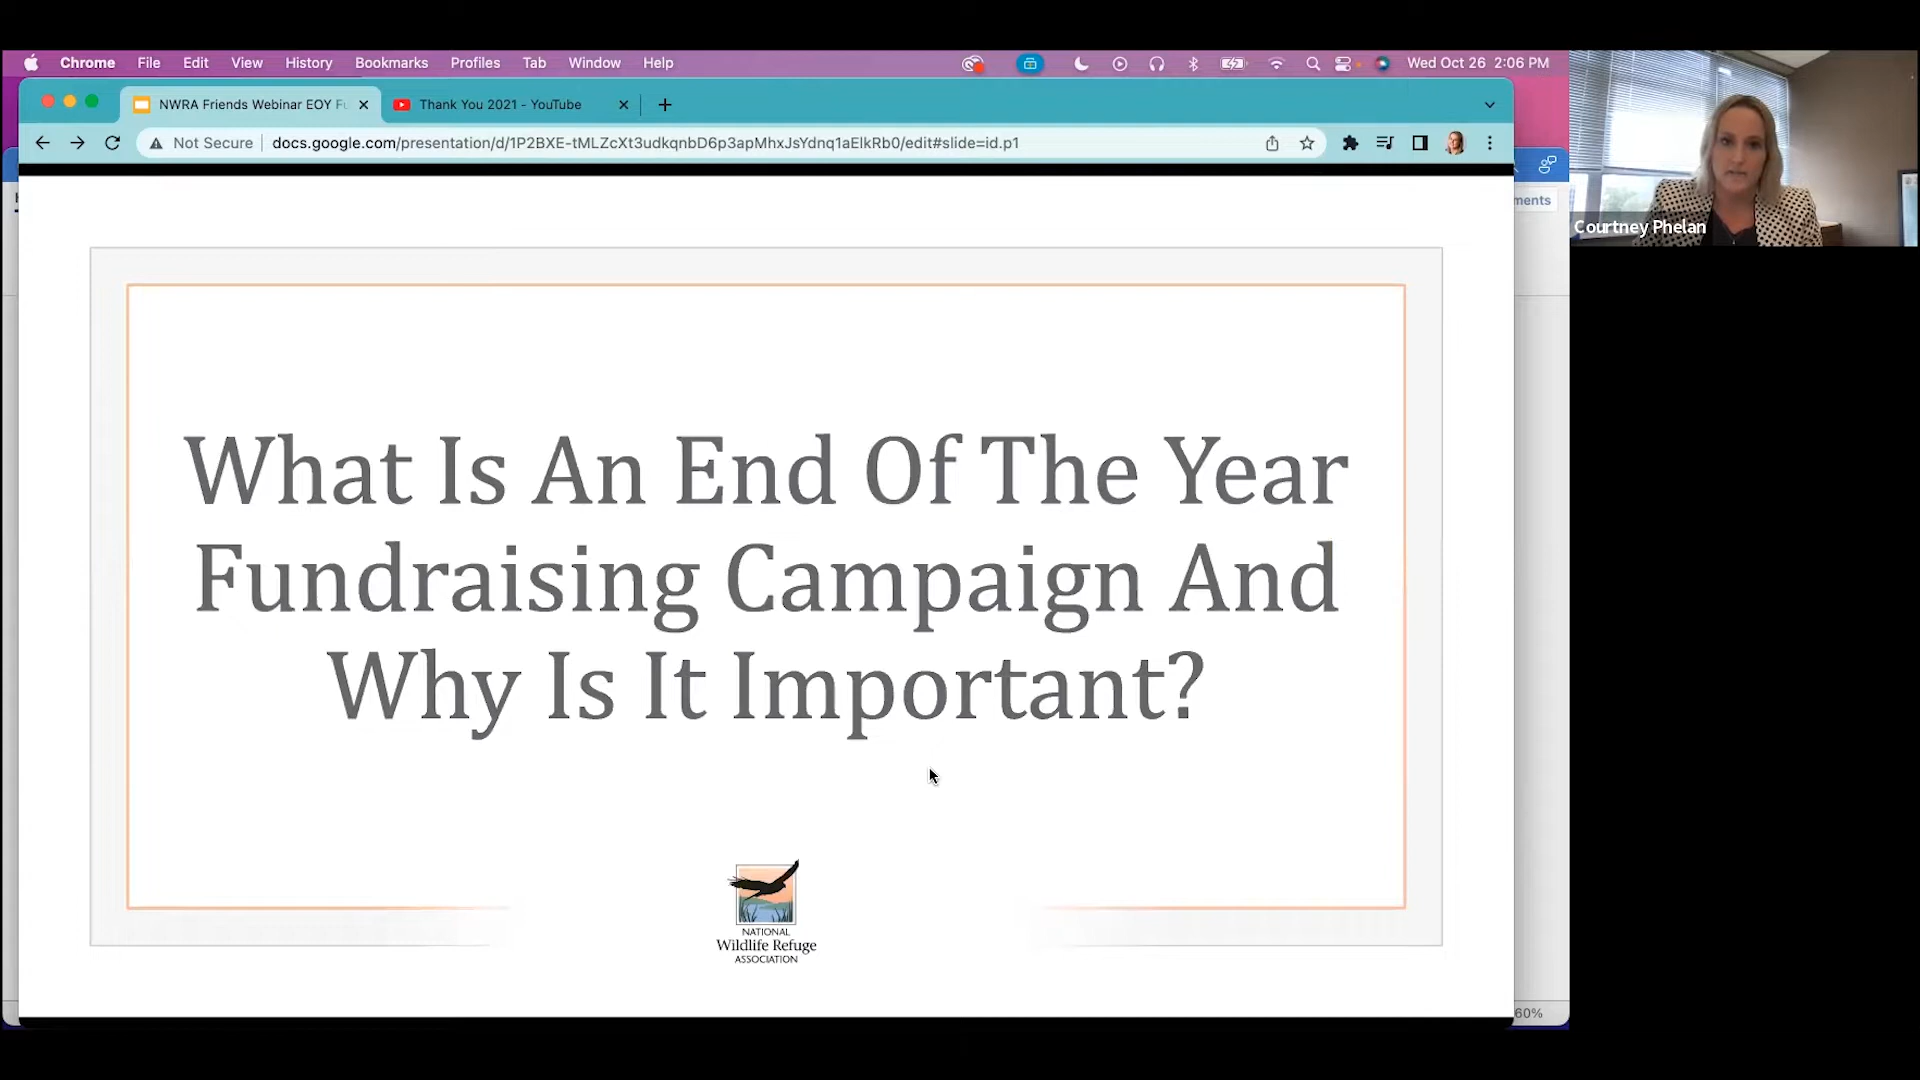 Chrome File Edit View History Bookmarks Profiles Tab Window Help Wed Oct 26 2:06 PM
NWRA Friends Webinar EOY Fu
Thank You 2021 - YouTube
Not Secure docs.google.com/presentation/d/1P2BXE-tMLZcXt3udkqnbD6p3apMhxJsYdnq1aElkRb0/edit#slide=id.p1
ments
Courtney Phelan
What Is An End Of The Year
Fundraising Campaign And
Why Is It Important?
NATIONAL
Wildlife Refuge
ASSOCIATION
60%